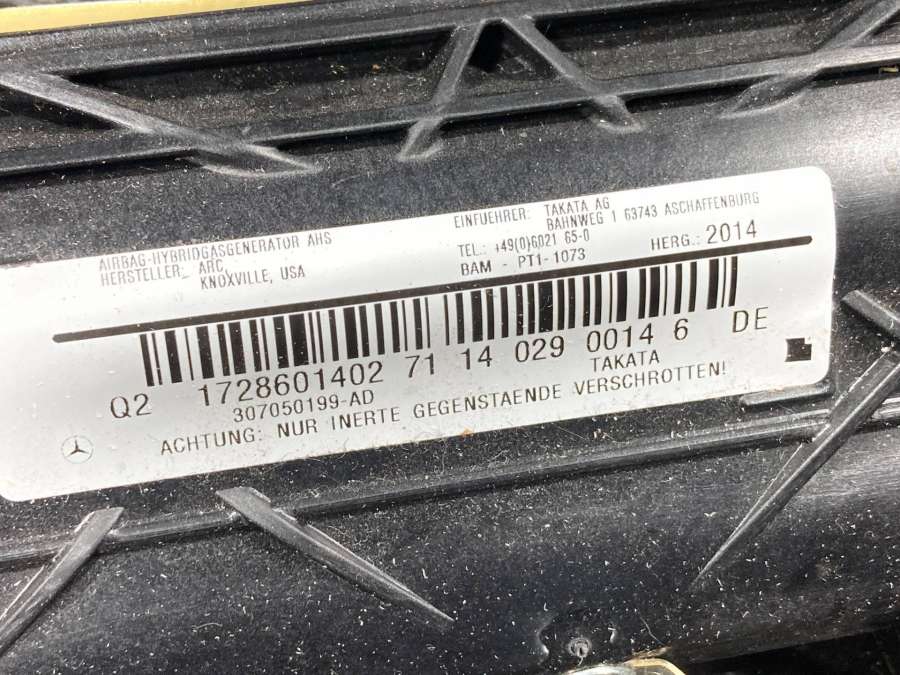 AIRBAG-HYBRIDGASGENERATOR AHS
HERSTELLER: ARC
KNOXVILLE, USA
EINFUEHRER: TAKATA AG
BAHNWEG 1 63743 ASCHAFFENBURG
TEL.: +49(0)6021 65-0
BAM - PT1-1073
HERG.: 2014
Q2 1728601402 71 14 029 0014 6 DE
307050199-AD
TAKATA
ACHTUNG: NUR INERTE GEGENSTAENDE VERSCHROTTEN!